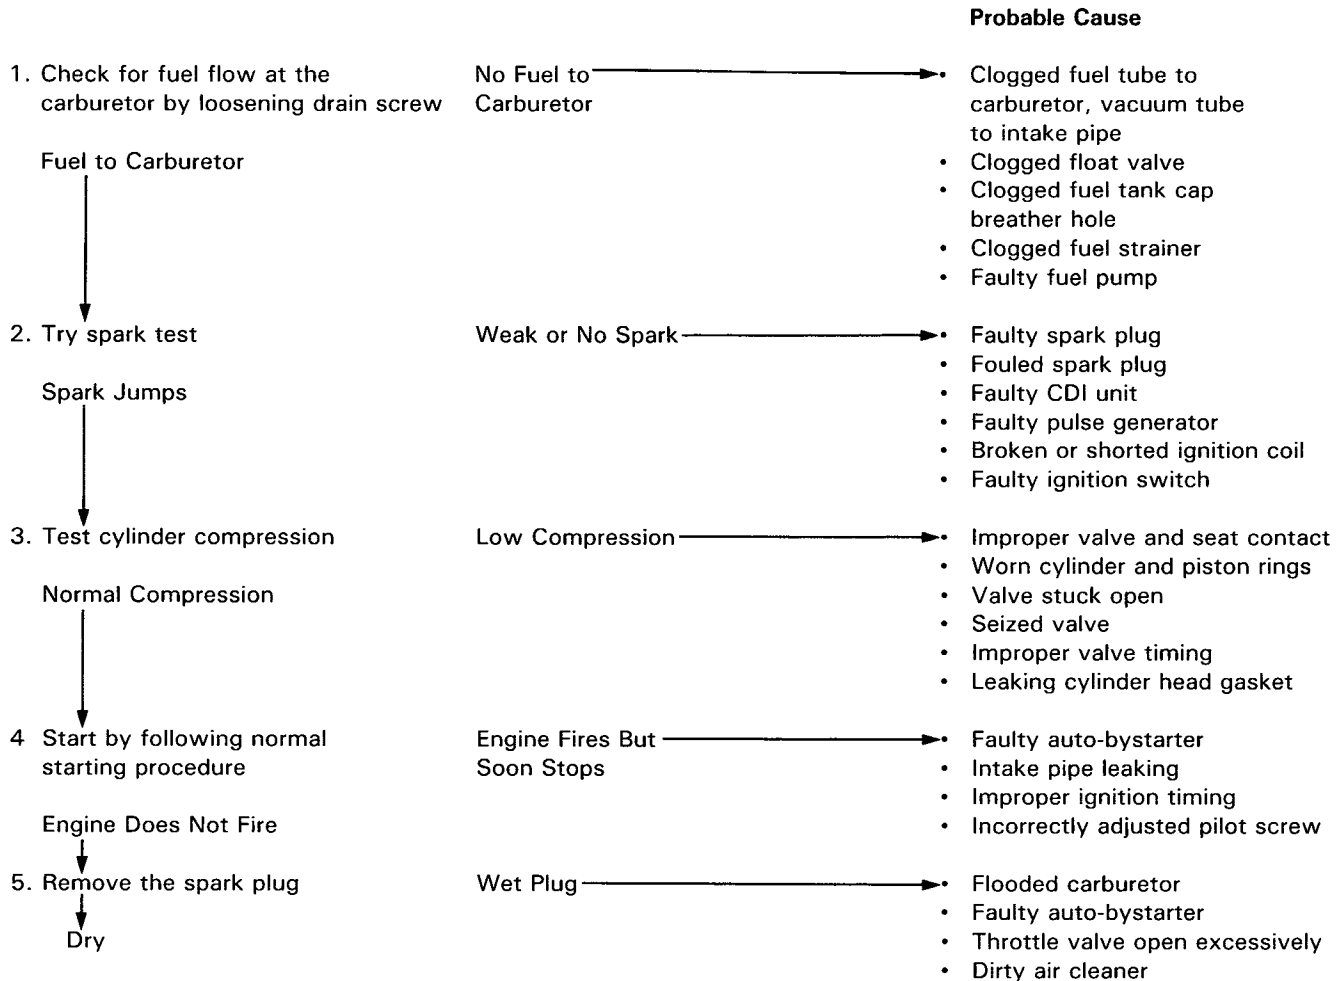 Probable Cause
1. Check for fuel flow at the
carburetor by loosening drain screw
No Fuel to
Carburetor
• Clogged fuel tube to
carburetor, vacuum tube
to intake pipe
• Clogged float valve
• Clogged fuel tank cap
breather hole
• Clogged fuel strainer
• Faulty fuel pump
Fuel to Carburetor
2. Try spark test
Weak or No Spark
• Faulty spark plug
• Fouled spark plug
• Faulty CDI unit
• Faulty pulse generator
• Broken or shorted ignition coil
• Faulty ignition switch
Spark Jumps
3. Test cylinder compression
Low Compression
• Improper valve and seat contact
• Worn cylinder and piston rings
• Valve stuck open
• Seized valve
• Improper valve timing
• Leaking cylinder head gasket
Normal Compression
4 Start by following normal
starting procedure
Engine Fires But
Soon Stops
• Faulty auto-bystarter
• Intake pipe leaking
• Improper ignition timing
• Incorrectly adjusted pilot screw
Engine Does Not Fire
5. Remove the spark plug
Wet Plug
• Flooded carburetor
• Faulty auto-bystarter
• Throttle valve open excessively
• Dirty air cleaner
Dry